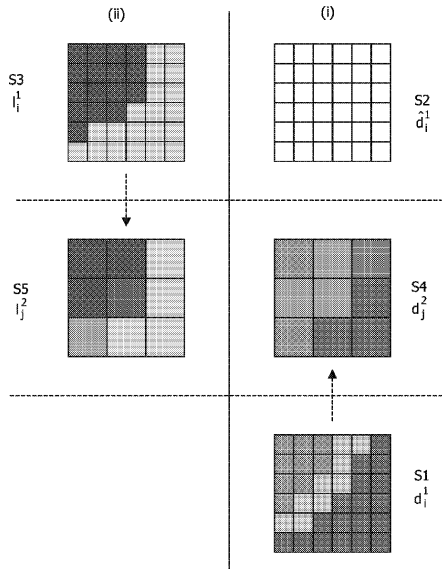 (ii) (i)
S3
l_i^1
S2
d̂_i^1
S5
l_j^2
S4
d_j^2
S1
d_i^1